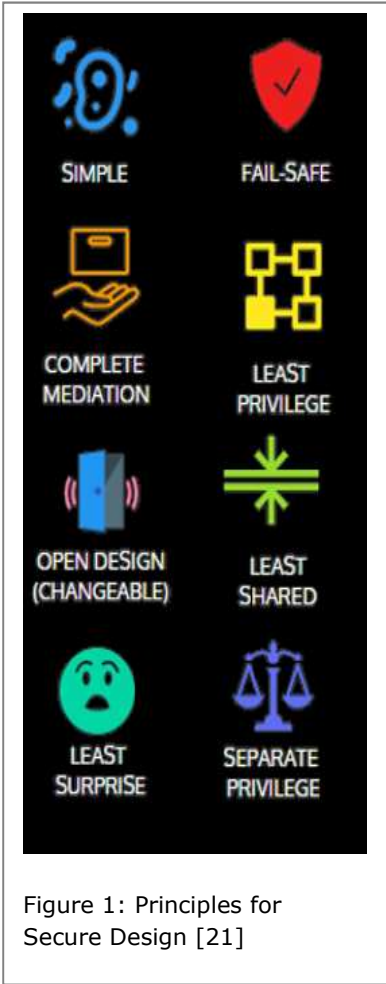 SIMPLE
FAIL-SAFE
COMPLETE
MEDIATION
LEAST
PRIVILEGE
OPEN DESIGN
(CHANGEABLE)
LEAST
SHARED
LEAST
SURPRISE
SEPARATE
PRIVILEGE
Figure 1: Principles for
Secure Design [21]